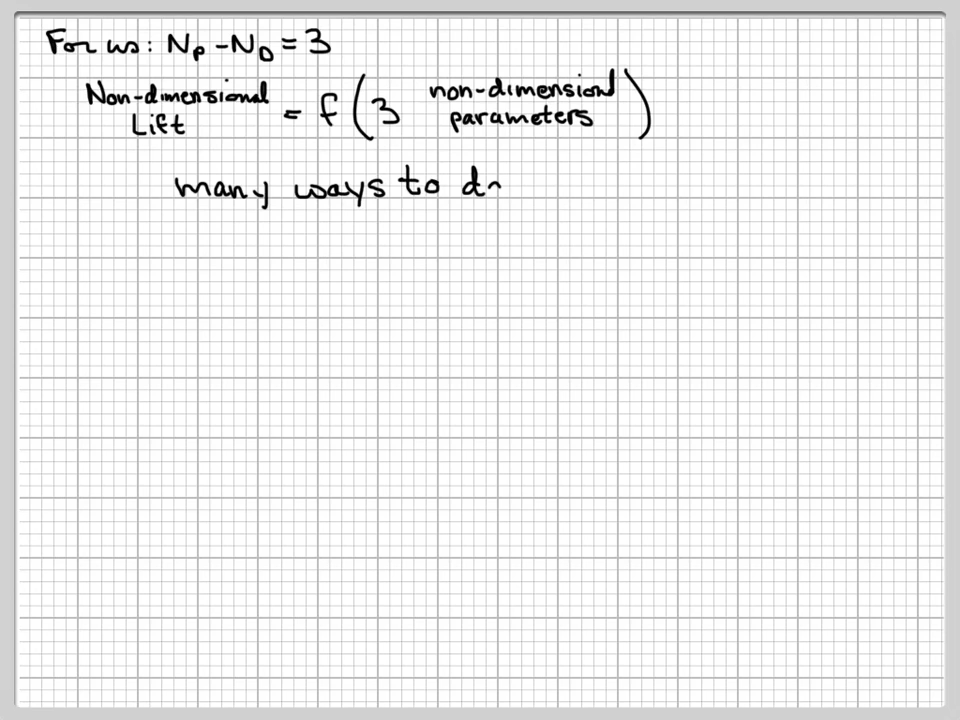 For us: Np - ND = 3
Non-dimensional Lift = f ( 3 non-dimensional parameters )
many ways to